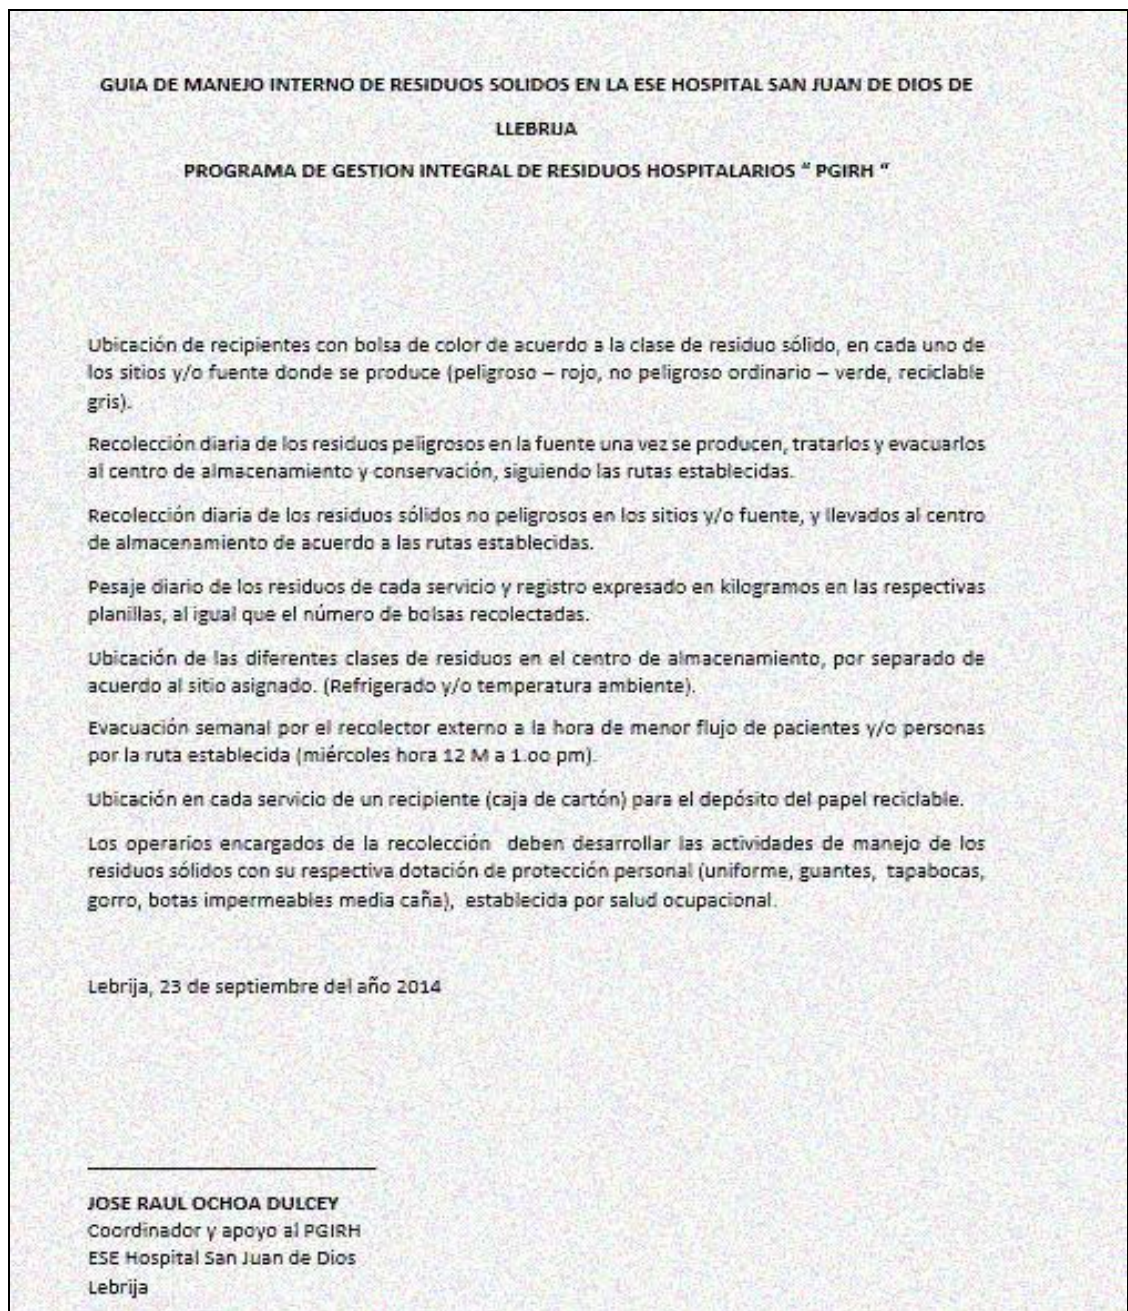 GUIA DE MANEJO INTERNO DE RESIDUOS SOLIDOS EN LA ESE HOSPITAL SAN JUAN DE DIOS DE
LLEBRIJA
PROGRAMA DE GESTION INTEGRAL DE RESIDUOS HOSPITALARIOS “ PGIRH “
Ubicación de recipientes con bolsa de color de acuerdo a la clase de residuo sólido, en cada uno de
los sitios y/o fuente donde se produce (peligroso – rojo, no peligroso ordinario – verde, reciclable
gris).
Recolección diaria de los residuos peligrosos en la fuente una vez se producen, tratarlos y evacuarlos
al centro de almacenamiento y conservación, siguiendo las rutas establecidas.
Recolección diaria de los residuos sólidos no peligrosos en los sitios y/o fuente, y llevados al centro
de almacenamiento de acuerdo a las rutas establecidas.
Pesaje diario de los residuos de cada servicio y registro expresado en kilogramos en las respectivas
planillas, al igual que el número de bolsas recolectadas.
Ubicación de las diferentes clases de residuos en el centro de almacenamiento, por separado de
acuerdo al sitio asignado. (Refrigerado y/o temperatura ambiente).
Evacuación semanal por el recolector externo a la hora de menor flujo de pacientes y/o personas
por la ruta establecida (miércoles hora 12 M a 1.oo pm).
Ubicación en cada servicio de un recipiente (caja de cartón) para el depósito del papel reciclable.
Los operarios encargados de la recolección  deben desarrollar las actividades de manejo de los
residuos sólidos con su respectiva dotación de protección personal (uniforme, guantes,  tapabocas,
gorro, botas impermeables media caña),  establecida por salud ocupacional.
Lebrija, 23 de septiembre del año 2014
JOSE RAUL OCHOA DULCEY
Coordinador y apoyo al PGIRH
ESE Hospital San Juan de Dios
Lebrija